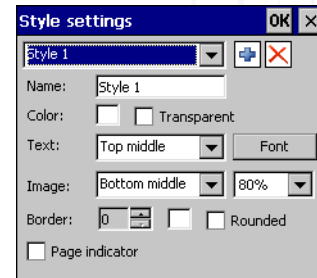 Style settings OK
Style 1
Name: Style 1
Color: Transparent
Text: Top middle Font
Image: Bottom middle 80%
Border: 0 Rounded
Page indicator